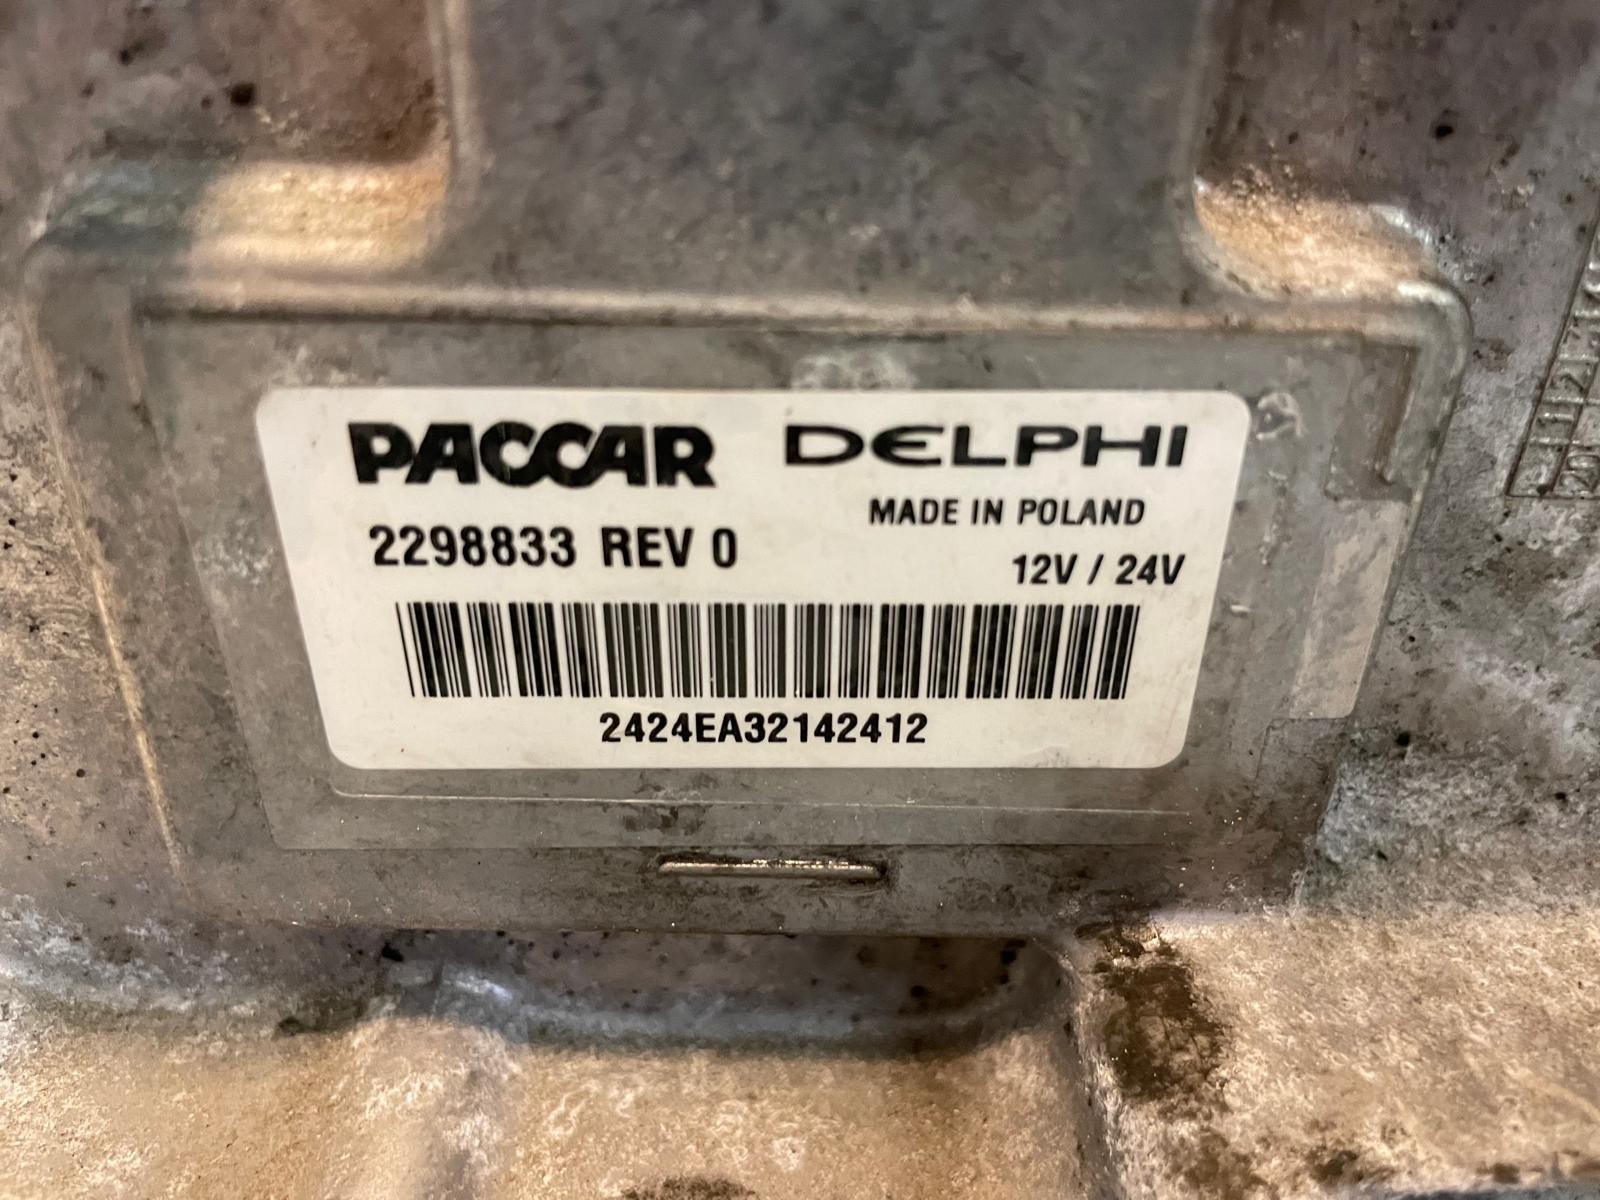 PACCAR DELPHI
MADE IN POLAND
2298833 REV 0
12V / 24V
2424EA32142412